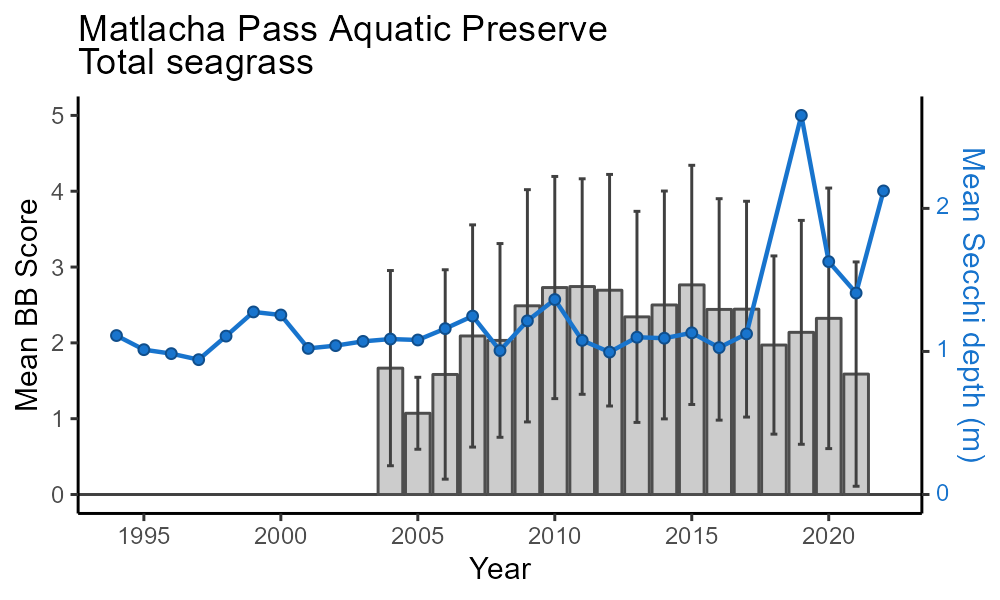 Matlacha Pass Aquatic Preserve
Total seagrass
5
4
3
2
1
0
Mean BB Score
2
1
0
Mean Secchi depth (m)
1995 2000 2005 2010 2015 2020
Year